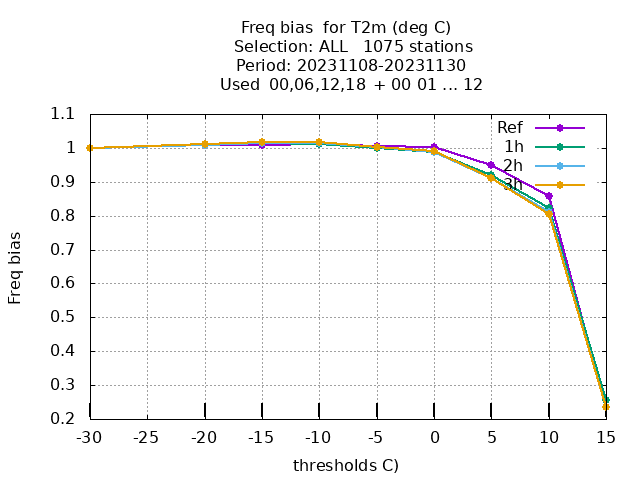 Freq bias  for T2m (deg C)
Selection: ALL   1075 stations
Period: 20231108-20231130
Used  00,06,12,18  + 00 01 ... 12
Ref
1h
2h
3h
1.1
1
0.9
0.8
0.7
0.6
0.5
0.4
0.3
0.2
Freq bias
-30 -25 -20 -15 -10 -5 0 5 10 15
thresholds C)